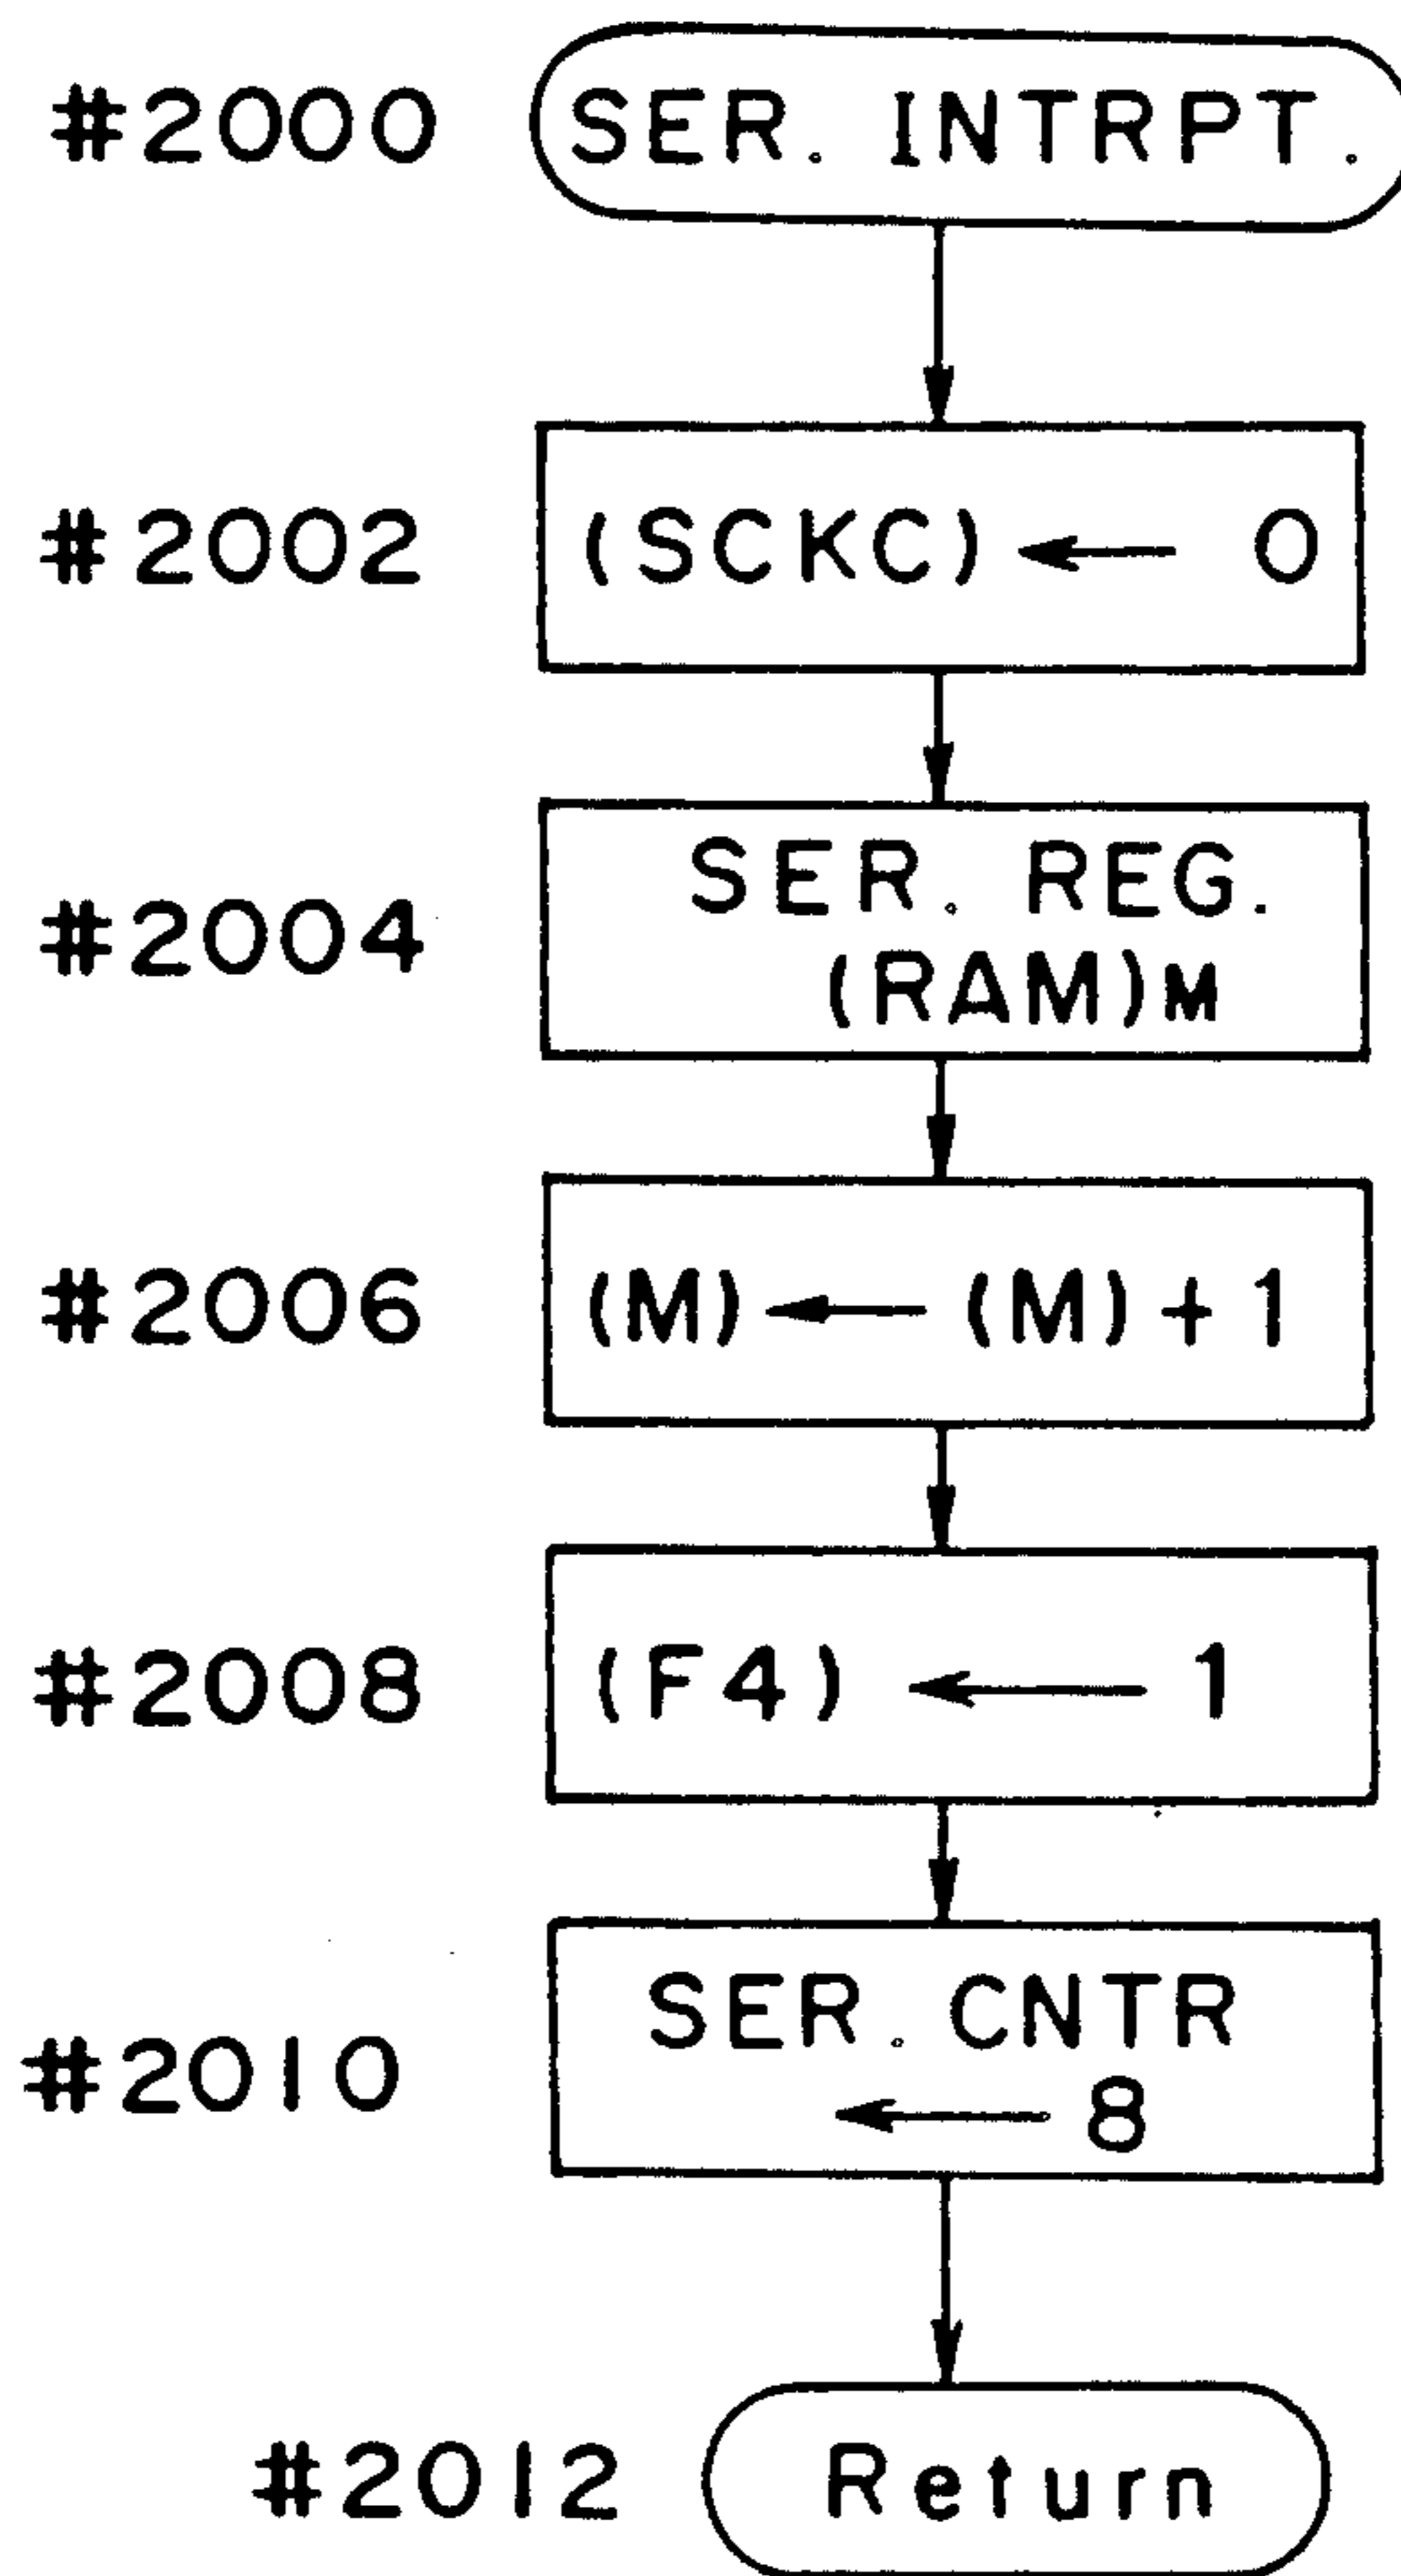 #2000 SER. INTRPT.
#2002 (SCKC) ← 0
#2004 SER. REG.
(RAM)M
#2006 (M) ← (M)+1
#2008 (F4) ← 1
#2010 SER. CNTR
← 8
#2012 Return